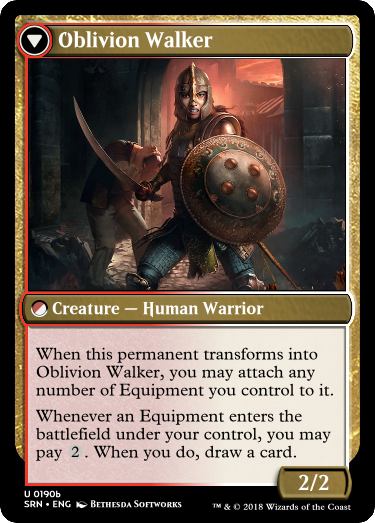 Oblivion Walker
Creature — Human Warrior
When this permanent transforms into
Oblivion Walker, you may attach any
number of Equipment you control to it.
Whenever an Equipment enters the
battlefield under your control, you may
pay 2 . When you do, draw a card.
2/2
U 0190b
SRN • ENG Bethesda Softworks
™ & © 2018 Wizards of the Coast